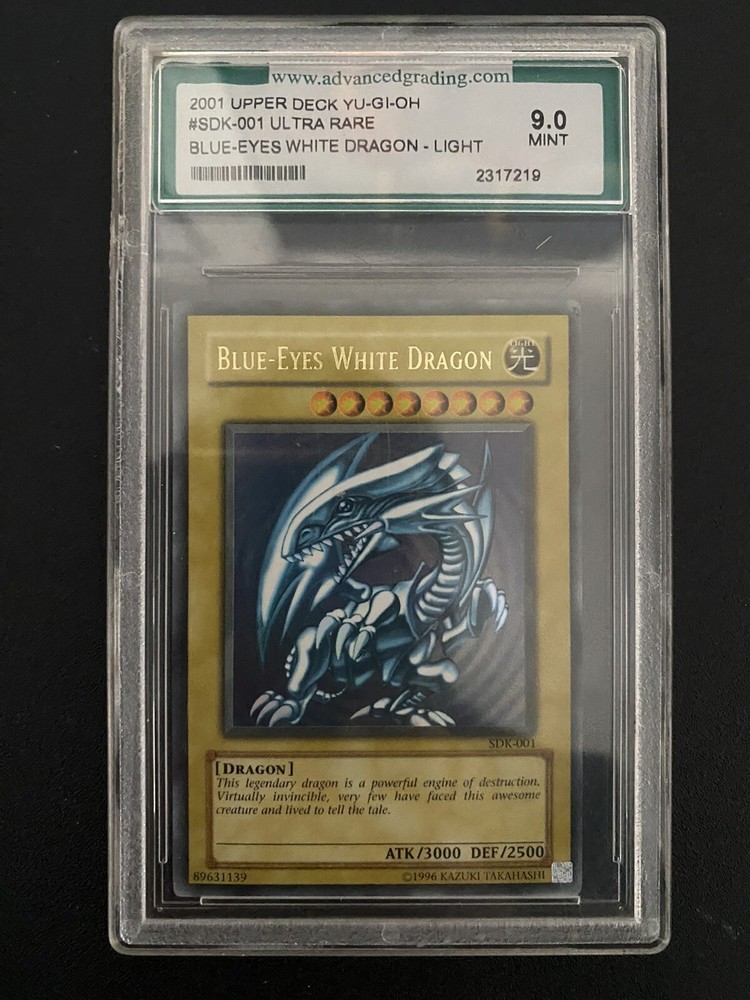 www.advancedgrading.com
2001 UPPER DECK YU-GI-OH
#SDK-001 ULTRA RARE
BLUE-EYES WHITE DRAGON - LIGHT
9.0
MINT
2317219
BLUE-EYES WHITE DRAGON
LIGHT
光
SDK-001
[DRAGON]
This legendary dragon is a powerful engine of destruction.
Virtually invincible, very few have faced this awesome
creature and lived to tell the tale.
ATK/3000 DEF/2500
89631139
©1996 KAZUKI TAKAHASHI